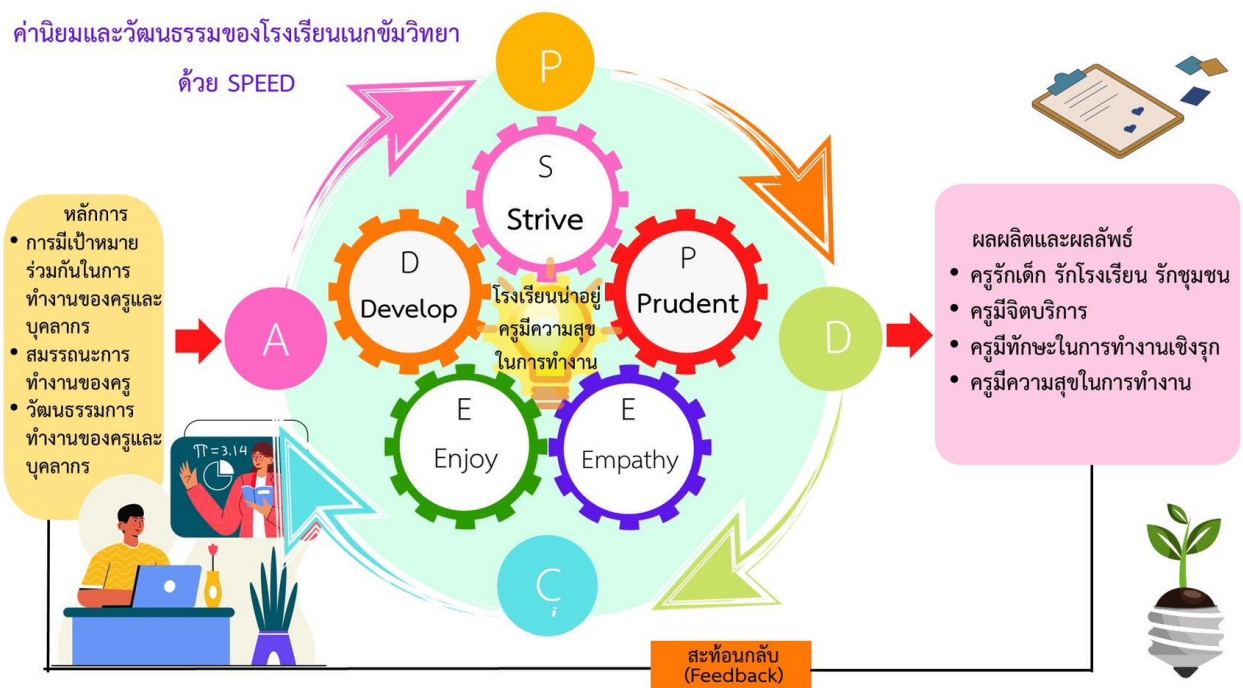 ค่านิยมและวัฒนธรรมของโรงเรียนเนกขัมวิทยา
ด้วย SPEED
หลักการ
• การมีเป้าหมาย
ร่วมกันในการ
ทำงานของครูและ
บุคลากร
• สมรรถนะการ
ทำงานของครู
• วัฒนธรรมการ
ทำงานของครูและ
บุคลากร
P
S
Strive
D
Develop
P
Prudent
โรงเรียนน่าอยู่
ครูมีความสุข
ในการทำงาน
A
D
E
Enjoy
E
Empathy
C
π=3.14
ผลผลิตและผลลัพธ์
• ครูรักเด็ก รักโรงเรียน รักชุมชน
• ครูมีจิตบริการ
• ครูมีทักษะในการทำงานเชิงรุก
• ครูมีความสุขในการทำงาน
สะท้อนกลับ
(Feedback)